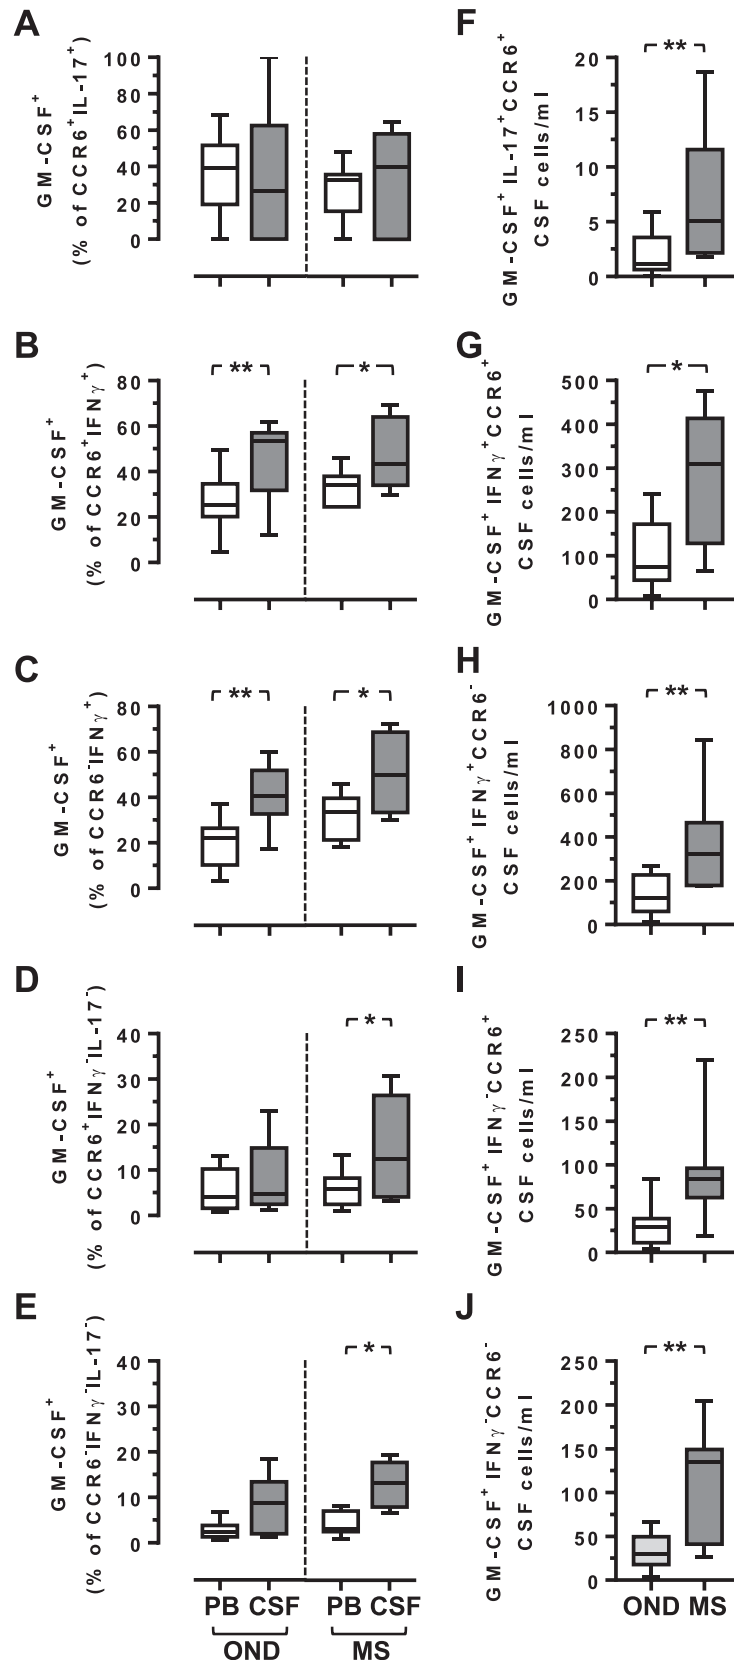 A
GM-CSF⁺
(% of CCR6⁺IL-17⁺)
100
80
60
40
20
0
F
GM-CSF⁺ IL-17⁺CCR6⁺
CSF cells/ml
20
15
10
5
0
**
B
GM-CSF⁺
(% of CCR6⁺IFNγ⁺)
80
60
40
20
0
**
*
G
GM-CSF⁺ IFNγ⁺CCR6⁺
CSF cells/ml
500
400
300
200
100
0
*
C
GM-CSF⁺
(% of CCR6⁻IFNγ⁺)
80
60
40
20
0
**
*
H
GM-CSF⁺ IFNγ⁺CCR6⁻
CSF cells/ml
1000
800
600
400
200
0
**
D
GM-CSF⁺
(% of CCR6⁺IFNγ⁻IL-17⁻)
40
30
20
10
0
*
I
GM-CSF⁺ IFNγ⁻CCR6⁺
CSF cells/ml
250
200
150
100
50
0
**
E
GM-CSF⁺
(% of CCR6⁻IFNγ⁻IL-17⁻)
40
30
20
10
0
*
PB CSF PB CSF
OND MS
J
GM-CSF⁺ IFNγ⁻CCR6⁻
CSF cells/ml
250
200
150
100
50
0
**
OND MS